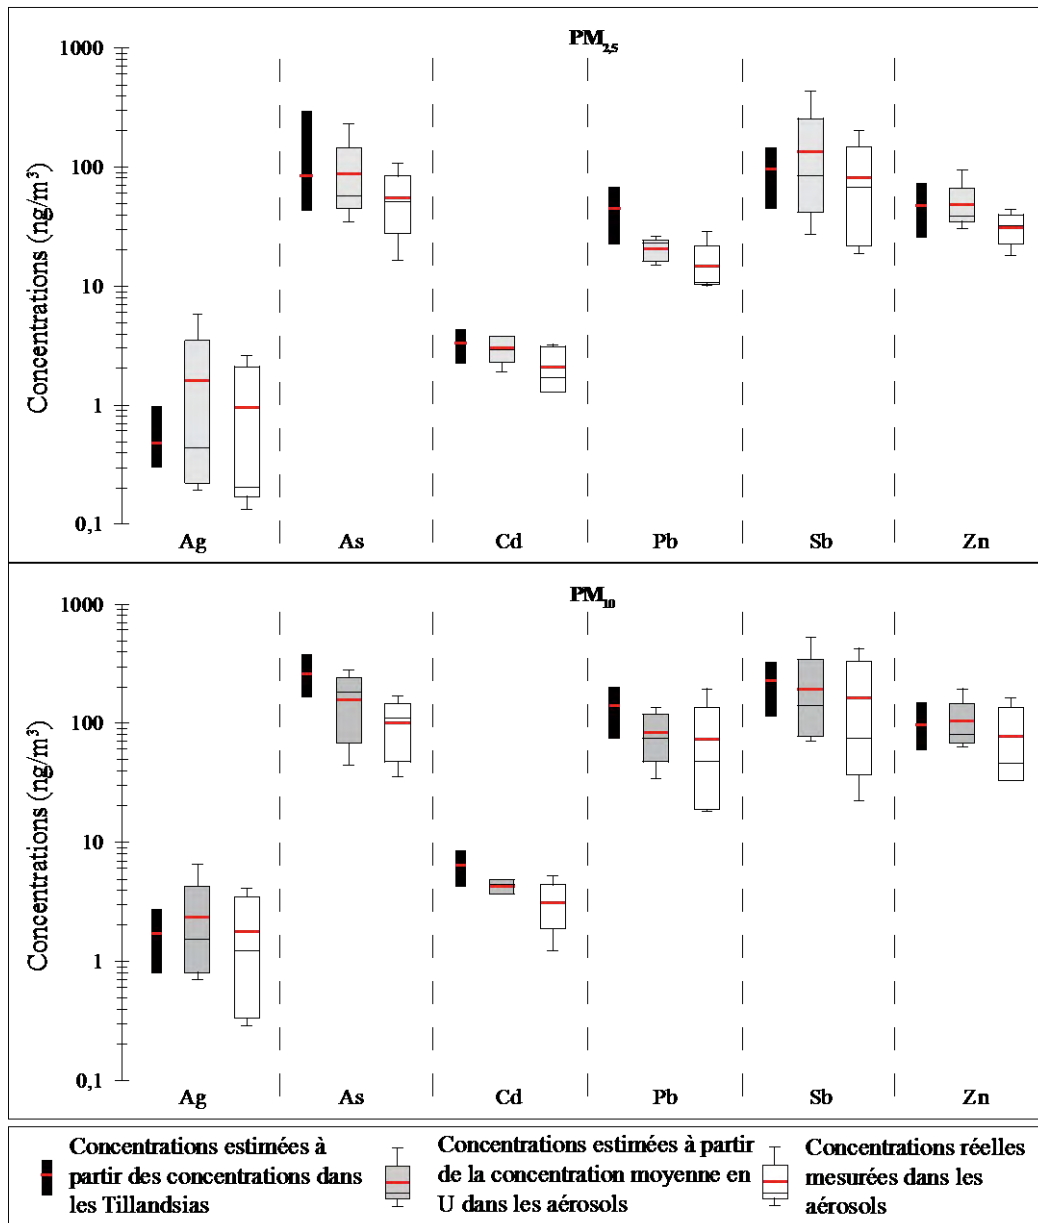 PM2,5
Concentrations (ng/m³)
1000
100
10
1
0,1
Ag As Cd Pb Sb Zn
PM10
Concentrations (ng/m³)
1000
100
10
1
0,1
Ag As Cd Pb Sb Zn
Concentrations estimées à
partir des concentrations dans
les Tillandsias
Concentrations estimées à partir
de la concentration moyenne en
U dans les aérosols
Concentrations réelles
mesurées dans les
aérosols